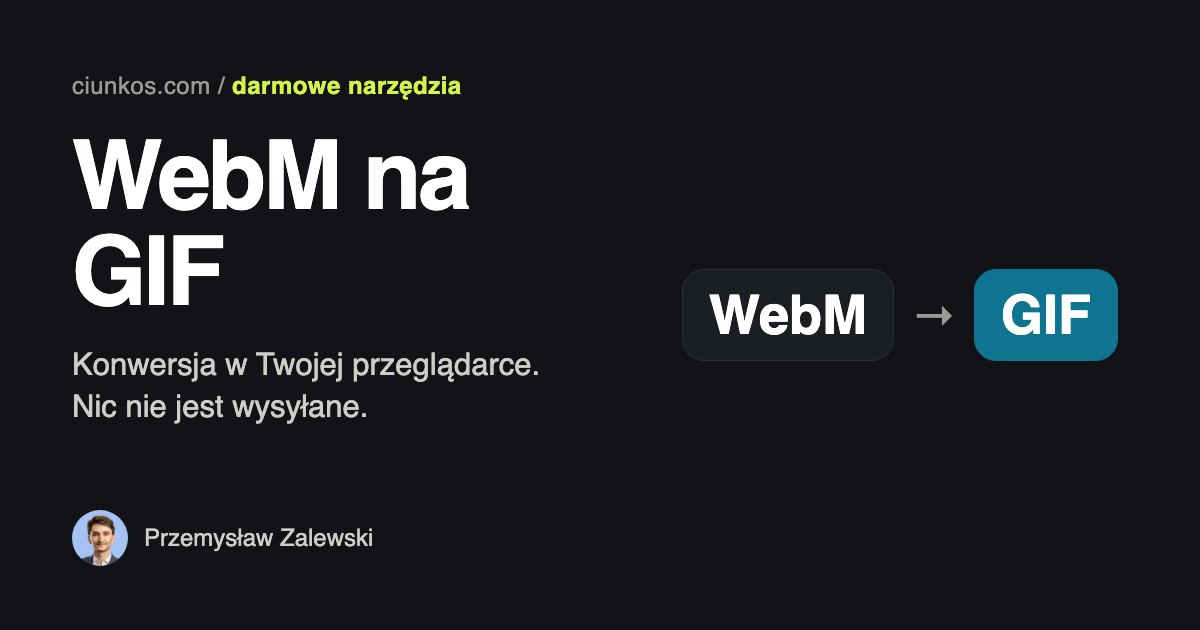 ciunkos.com / darmowe narzędzia
WebM na
GIF
WebM → GIF
Konwersja w Twojej przeglądarce.
Nic nie jest wysyłane.
Przemysław Zalewski